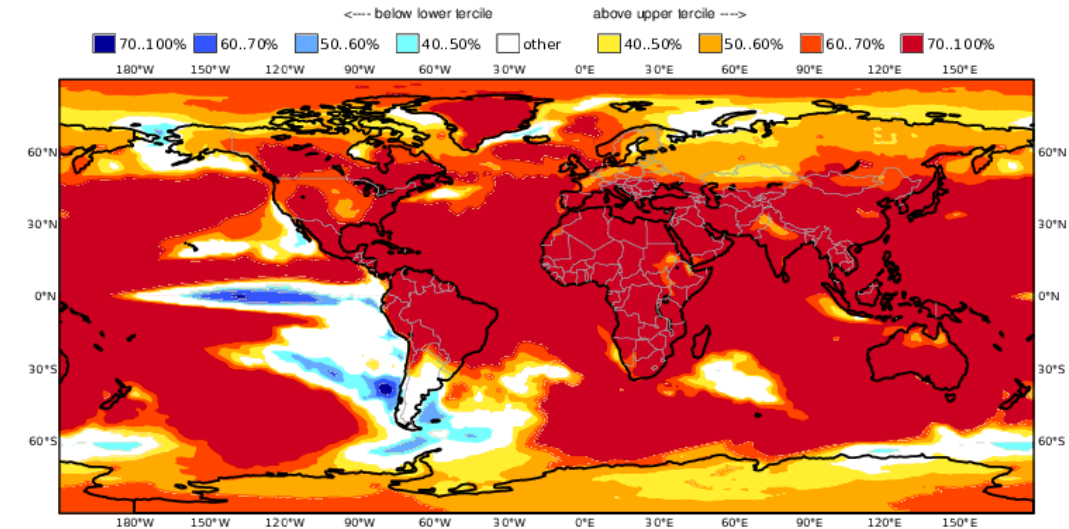 <---- below lower tercile above upper tercile ---->
70..100% 60..70% 50..60% 40..50% other 40..50% 50..60% 60..70% 70..100%
180°W 150°W 120°W 90°W 60°W 30°W 0°E 30°E 60°E 90°E 120°E 150°E
60°N 60°N
30°N 30°N
0°N 0°N
30°S 30°S
60°S 60°S
180°W 150°W 120°W 90°W 60°W 30°W 0°E 30°E 60°E 90°E 120°E 150°E